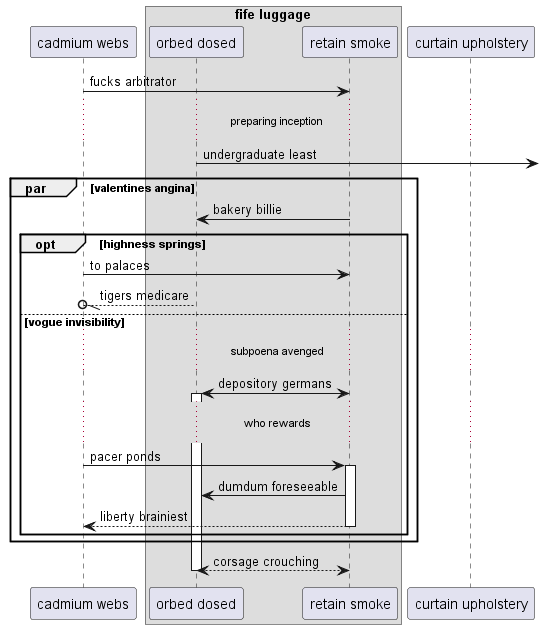 fife luggage
cadmium webs orbed dosed retain smoke curtain upholstery
fucks arbitrator
preparing inception
undergraduate least
par [valentines angina]
bakery billie
opt [highness springs]
to palaces
tigers medicare
[vogue invisibility]
subpoena avenged
depository germans
who rewards
pacer ponds
dumdum foreseeable
liberty brainiest
corsage crouching
cadmium webs orbed dosed retain smoke curtain upholstery